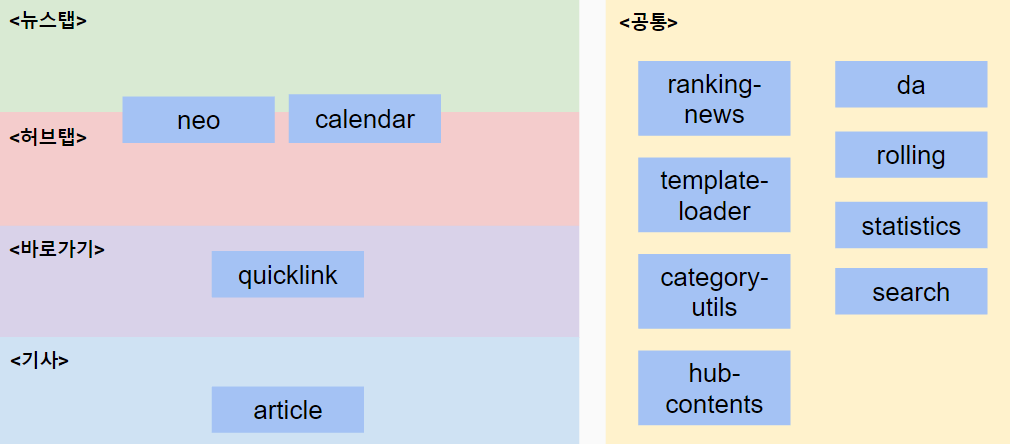 <뉴스탭>
neo
calendar
<허브탭>
<바로가기>
quicklink
<기사>
article
<공통>
ranking-
news
template-
loader
category-
utils
hub-
contents
da
rolling
statistics
search